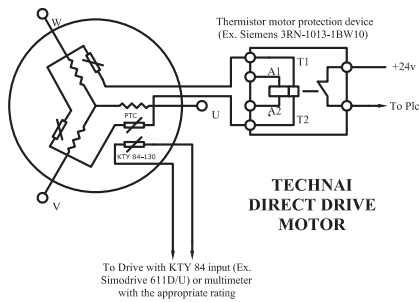 Thermistor motor protection device
(Ex. Siemens 3RN-1013-1BW10)
W
T1
+24v
A1
A2
To Plc
PTC
U
T2
KTY 84-130
V
TECHNAI
DIRECT DRIVE
MOTOR
To Drive with KTY 84 input (Ex.
Simodrive 611D/U) or multimeter
with the appropriate rating